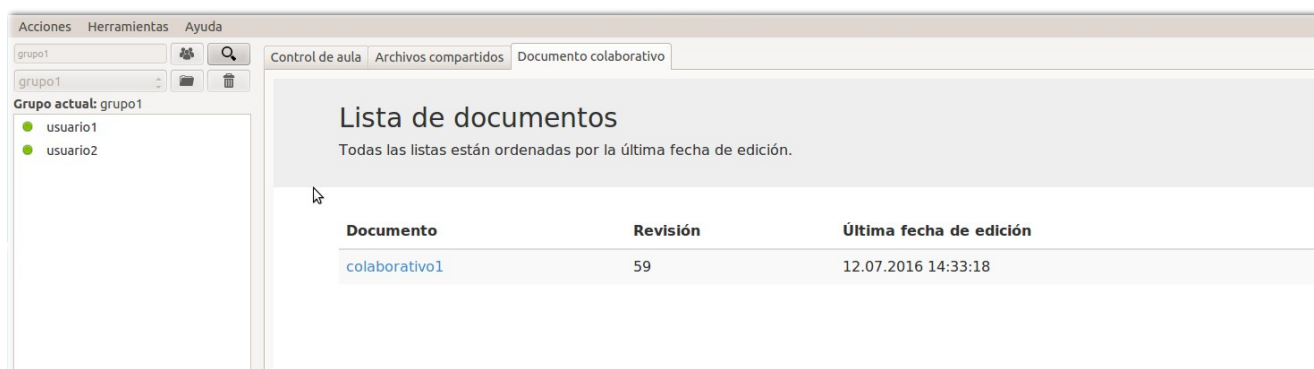 Acciones Herramientas Ayuda
grupo1
grupo1
Grupo actual: grupo1
usuario1
usuario2
Control de aula Archivos compartidos Documento colaborativo
Lista de documentos
Todas las listas están ordenadas por la última fecha de edición.
Documento Revisión Última fecha de edición
colaborativo1 59 12.07.2016 14:33:18